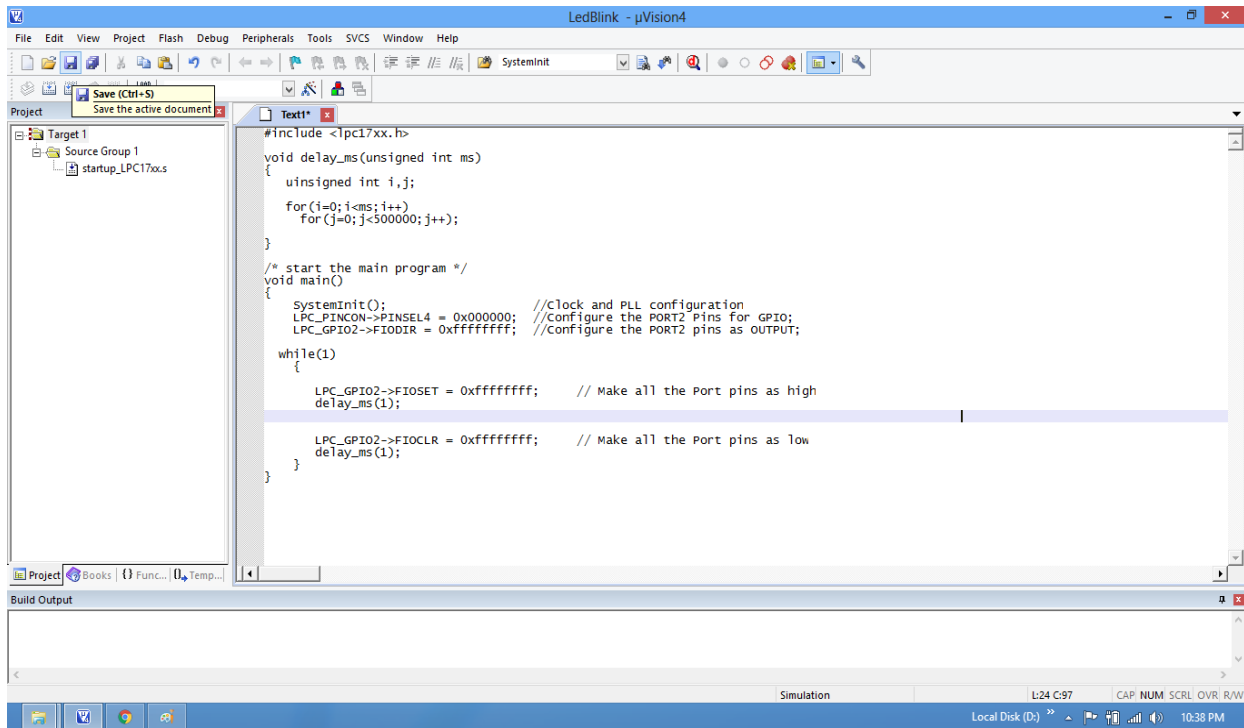 LedBlink - µVision4
File Edit View Project Flash Debug Peripherals Tools SVCS Window Help
SystemInit
LOAD
Save (Ctrl+S)
Save the active document
Project
Text1*
Target 1
Source Group 1
startup_LPC17xx.s
#include <lpc17xx.h>
void delay_ms(unsigned int ms)
{
uinsigned int i,j;
for(i=0;i<ms;i++)
for(j=0;j<500000;j++);
}
/* start the main program */
void main()
{
SystemInit(); //Clock and PLL configuration
LPC_PINCON->PINSEL4 = 0x000000; //Configure the PORT2 Pins for GPIO;
LPC_GPIO2->FIODIR = 0xffffffff; //Configure the PORT2 pins as OUTPUT;
while(1)
{
LPC_GPIO2->FIOSET = 0xffffffff; // Make all the Port pins as high
delay_ms(1);
LPC_GPIO2->FIOCLR = 0xffffffff; // Make all the Port pins as low
delay_ms(1);
}
}
Project Books {} Func... Temp...
Build Output
Simulation L:24 C:97 CAP NUM SCRL OVR R/W
Local Disk (D:) 10:38 PM